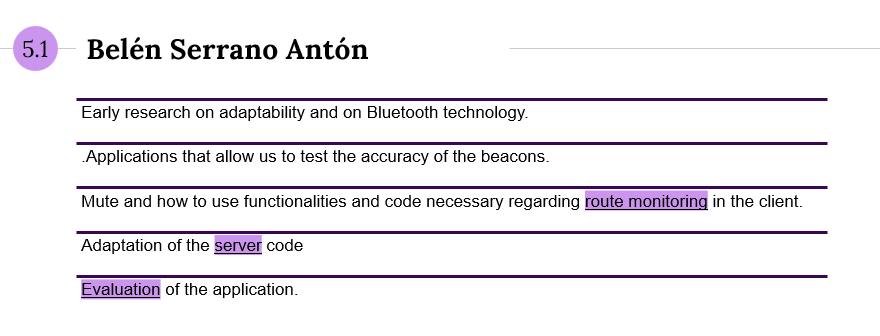 5.1
Belén Serrano Antón
Early research on adaptability and on Bluetooth technology.
.Applications that allow us to test the accuracy of the beacons.
Mute and how to use functionalities and code necessary regarding route monitoring in the client.
Adaptation of the server code
Evaluation of the application.